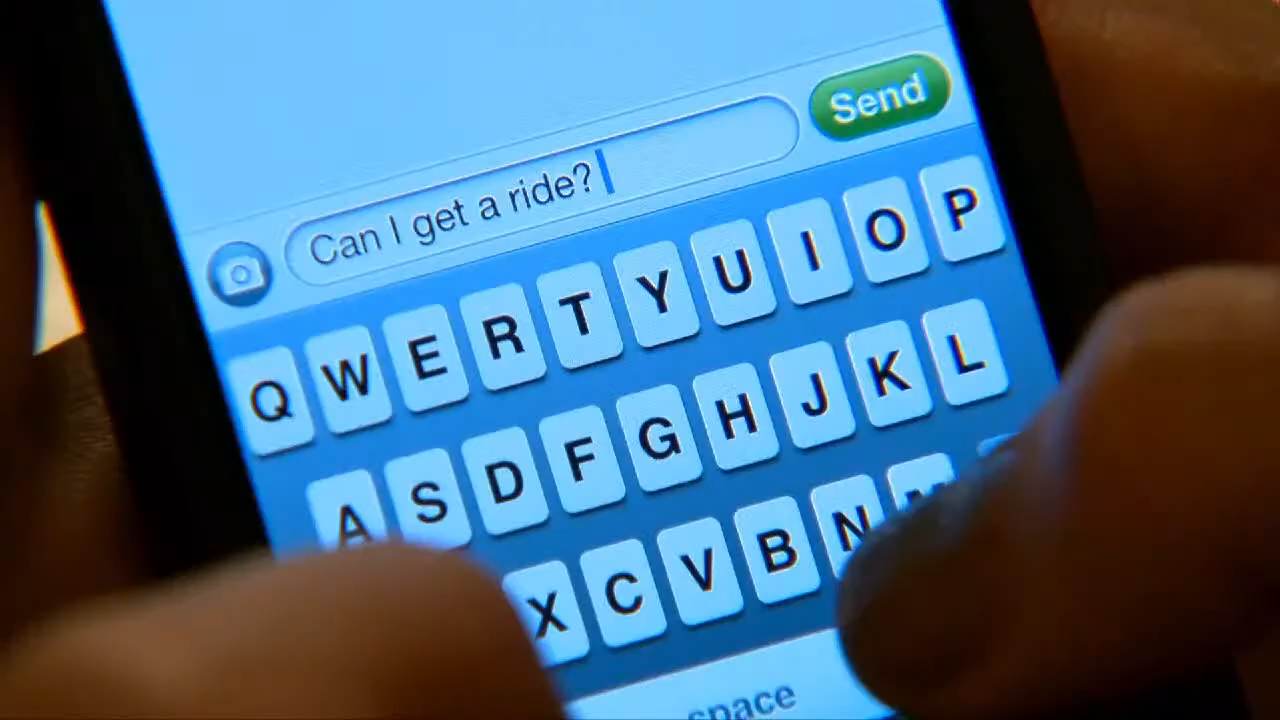 Send
Can I get a ride?
Q W E R T Y U I O P
A S D F G H J K L
X C V B N M
space